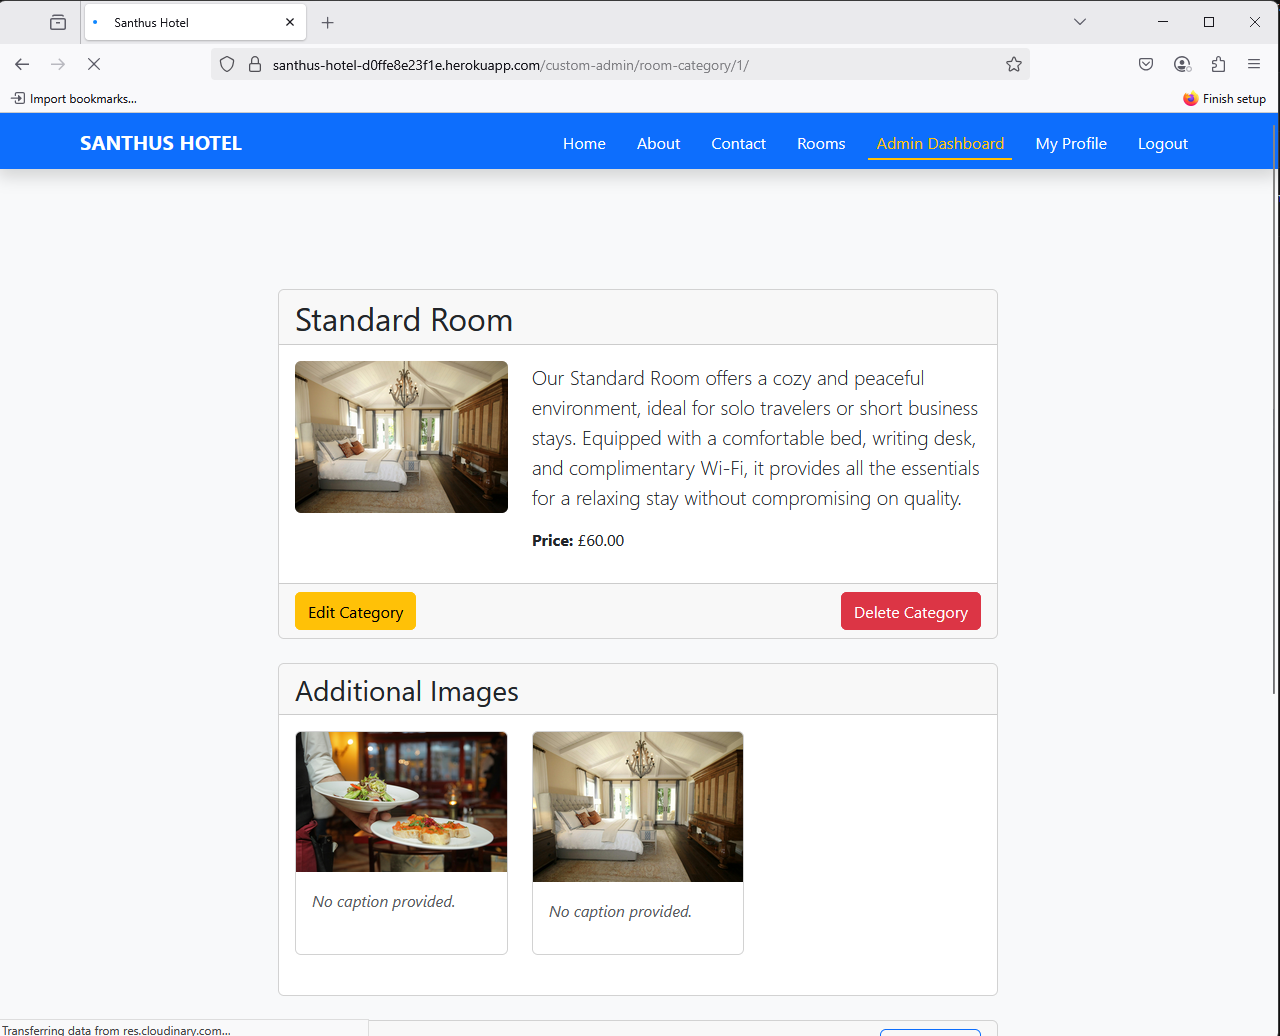 Santhus Hotel
santhus-hotel-d0ffe8e23f1e.herokuapp.com/custom-admin/room-category/1/
Import bookmarks...
Finish setup
SANTHUS HOTEL
Home
About
Contact
Rooms
Admin Dashboard
My Profile
Logout
Standard Room
Our Standard Room offers a cozy and peaceful
environment, ideal for solo travelers or short business
stays. Equipped with a comfortable bed, writing desk,
and complimentary Wi-Fi, it provides all the essentials
for a relaxing stay without compromising on quality.
Price: £60.00
Edit Category
Delete Category
Additional Images
No caption provided.
No caption provided.
Transferring data from res.cloudinary.com...